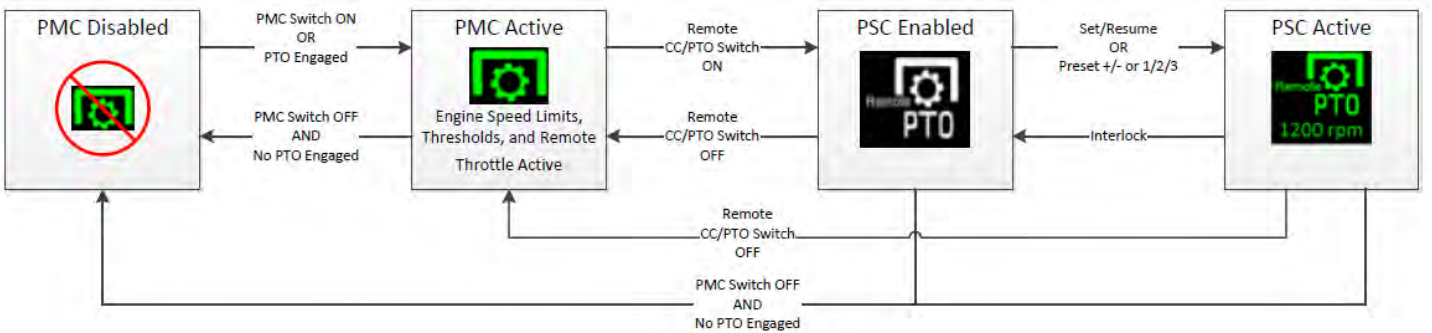 PMC Disabled
PMC Switch ON
OR
PTO Engaged
PMC Switch OFF
AND
No PTO Engaged
PMC Active
Engine Speed Limits,
Thresholds, and Remote
Throttle Active
Remote
CC/PTO Switch
ON
Remote
CC/PTO Switch
OFF
PSC Enabled
Remote
PTO
Set/Resume
OR
Preset +/- or 1/2/3
Interlock
PSC Active
Remote
PTO
1200 rpm
Remote
CC/PTO Switch
OFF
PMC Switch OFF
AND
No PTO Engaged